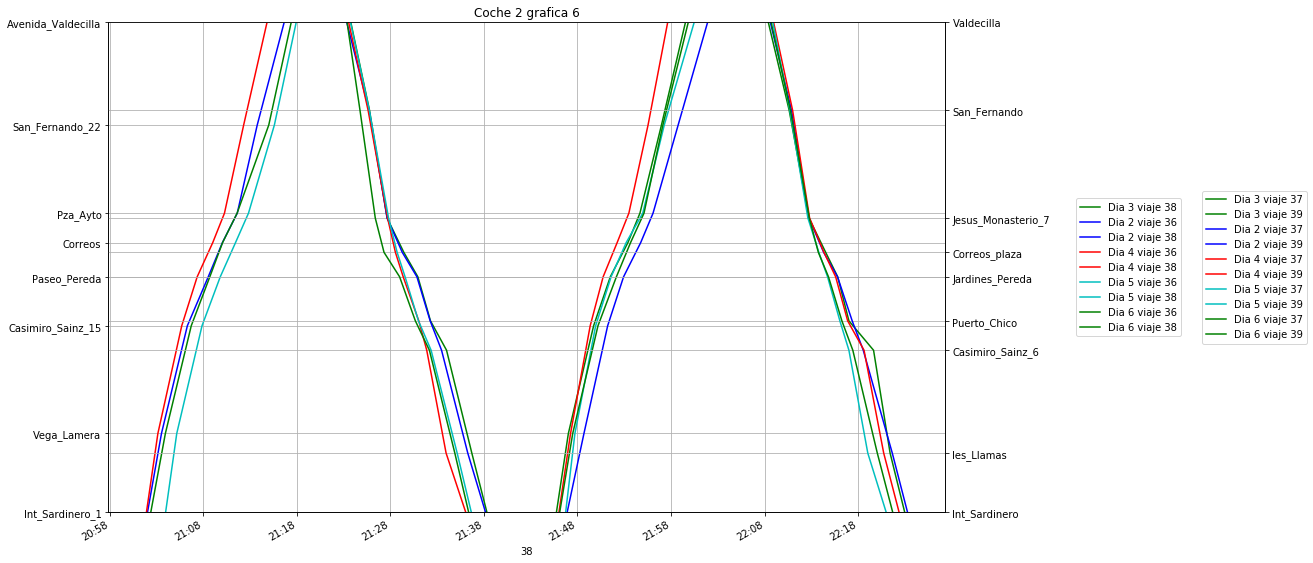 Coche 2 grafica 6
Avenida_Valdecilla
San_Fernando_22
Pza_Ayto
Correos
Paseo_Pereda
Casimiro_Sainz_15
Vega_Lamera
Int_Sardinero_1
Valdecilla
San_Fernando
Jesus_Monasterio_7
Correos_plaza
Jardines_Pereda
Puerto_Chico
Casimiro_Sainz_6
Ies_Llamas
Int_Sardinero
20:58
21:08
21:18
21:28
21:38
21:48
21:58
22:08
22:18
38
Dia 3 viaje 38
Dia 2 viaje 36
Dia 2 viaje 38
Dia 4 viaje 36
Dia 4 viaje 38
Dia 5 viaje 36
Dia 5 viaje 38
Dia 6 viaje 36
Dia 6 viaje 38
Dia 3 viaje 37
Dia 3 viaje 39
Dia 2 viaje 37
Dia 2 viaje 39
Dia 4 viaje 37
Dia 4 viaje 39
Dia 5 viaje 37
Dia 5 viaje 39
Dia 6 viaje 37
Dia 6 viaje 39